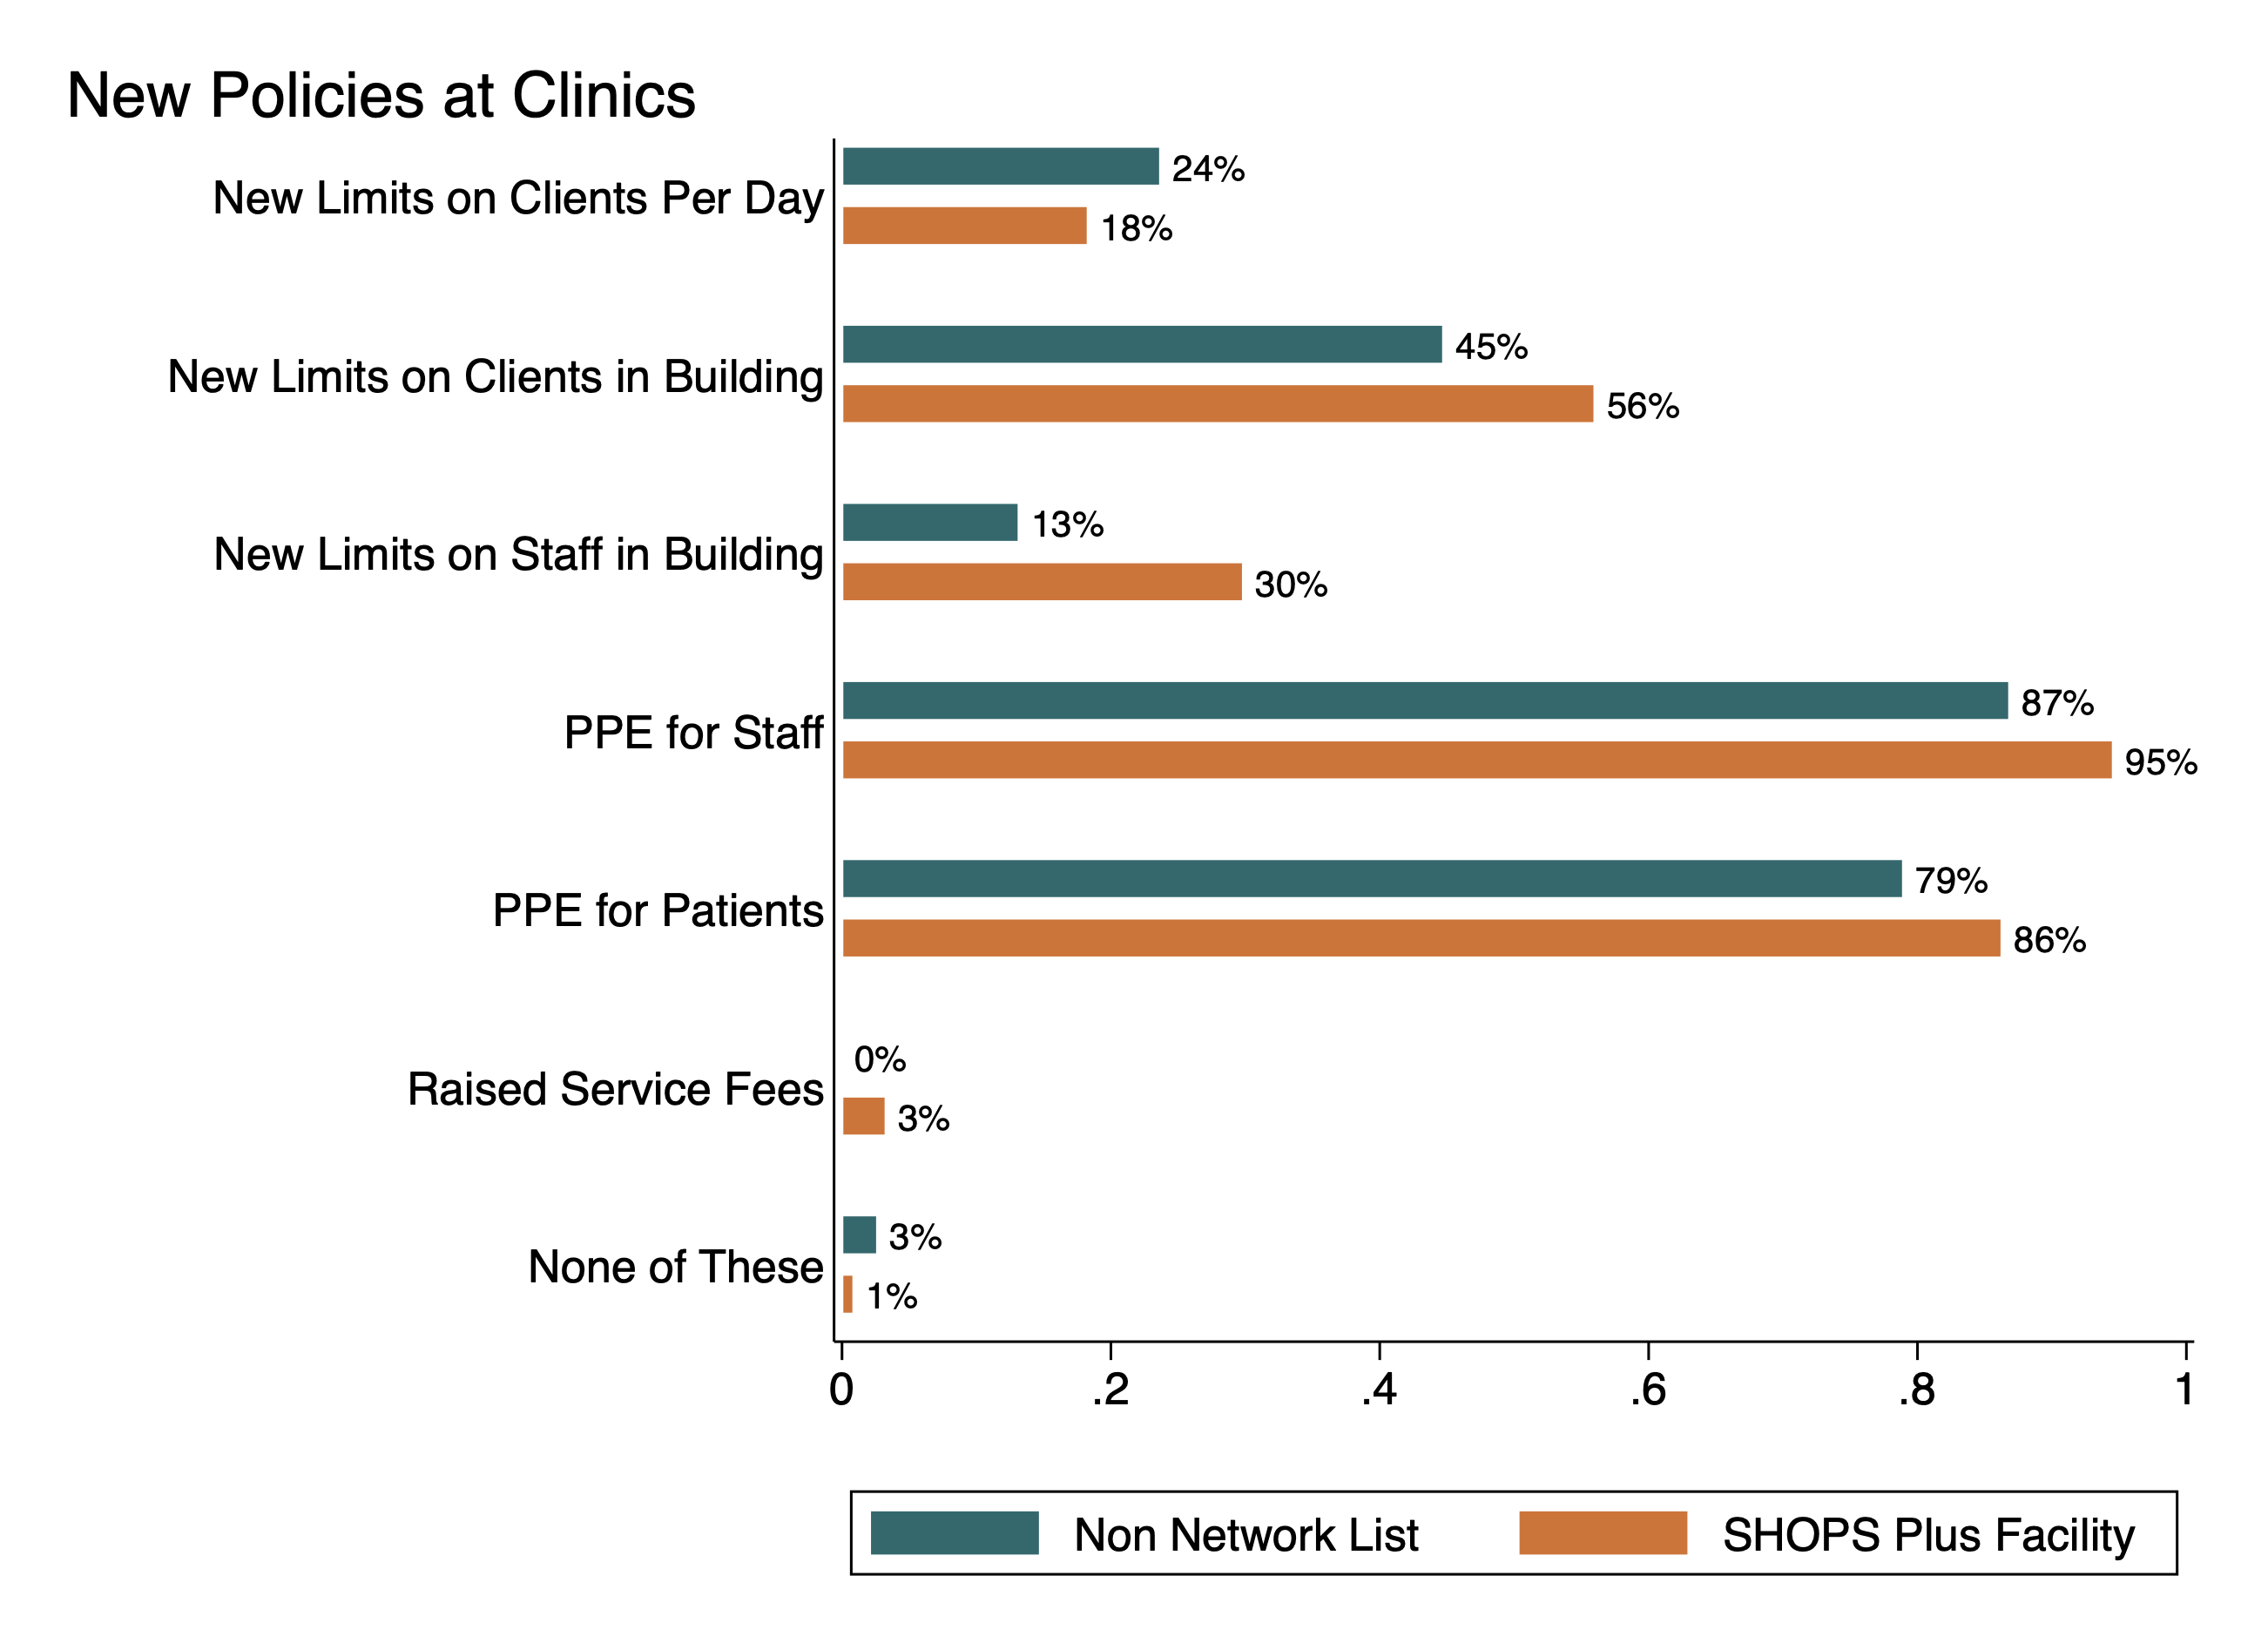 New Policies at Clinics
New Limits on Clients Per Day
24%
18%
New Limits on Clients in Building
45%
56%
New Limits on Staff in Building
13%
30%
PPE for Staff
87%
95%
PPE for Patients
79%
86%
Raised Service Fees
0%
3%
None of These
3%
1%
0 .2 .4 .6 .8 1
Non Network List SHOPS Plus Facility